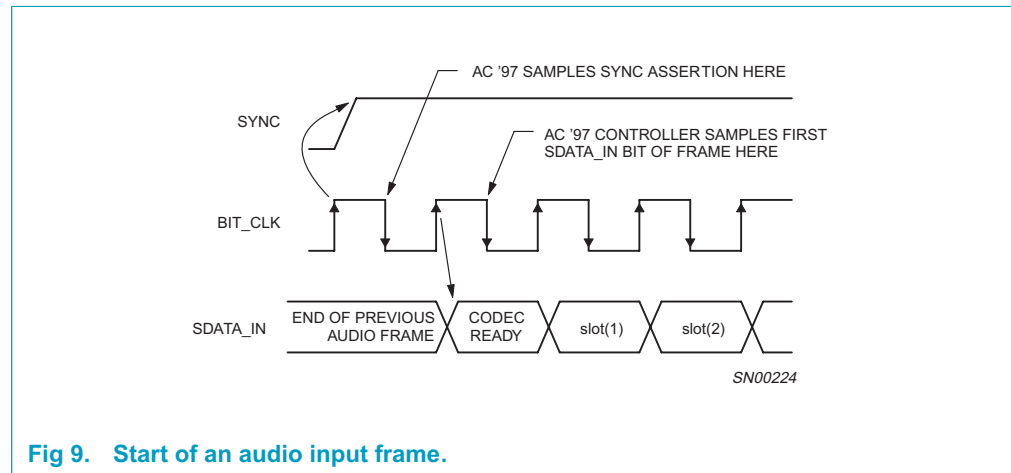 AC '97 SAMPLES SYNC ASSERTION HERE
SYNC
AC '97 CONTROLLER SAMPLES FIRST
SDATA_IN BIT OF FRAME HERE
BIT_CLK
SDATA_IN
END OF PREVIOUS
AUDIO FRAME
CODEC
READY
slot(1)
slot(2)
SN00224
Fig 9. Start of an audio input frame.